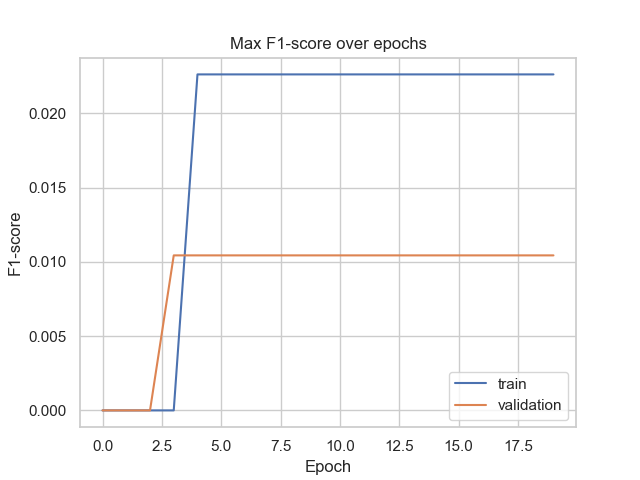 Max F1-score over epochs
F1-score
0.020
0.015
0.010
0.005
0.000
0.0 2.5 5.0 7.5 10.0 12.5 15.0 17.5
Epoch
train
validation